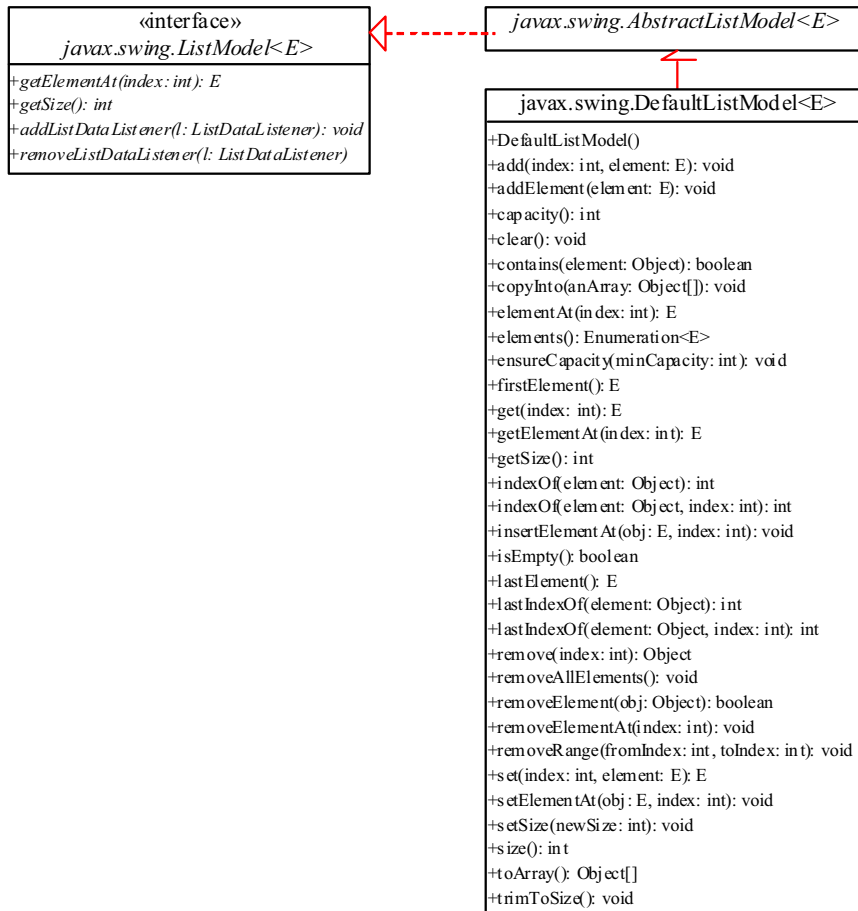 «interface»
javax.swing.ListModel<E>
+getElementAt(index: int): E
+getSize(): int
+addListDataListener(l: ListDataListener): void
+removeListDataListener(l: ListDataListener)
javax.swing.AbstractListModel<E>
javax.swing.DefaultListModel<E>
+DefaultListModel()
+add(index: int, element: E): void
+addElement(element: E): void
+capacity(): int
+clear(): void
+contains(element: Object): boolean
+copyInto(anArray: Object[]): void
+elementAt(index: int): E
+elements(): Enumeration<E>
+ensureCapacity(minCapacity: int): void
+firstElement(): E
+get(index: int): E
+getElementAt(index: int): E
+getSize(): int
+indexOf(element: Object): int
+indexOf(element: Object, index: int): int
+insertElementAt(obj: E, index: int): void
+isEmpty(): boolean
+lastElement(): E
+lastIndexOf(element: Object): int
+lastIndexOf(element: Object, index: int): int
+remove(index: int): Object
+removeAllElements(): void
+removeElement(obj: Object): boolean
+removeElementAt(index: int): void
+removeRange(fromIndex: int, toIndex: int): void
+set(index: int, element: E): E
+setElementAt(obj: E, index: int): void
+setSize(newSize: int): void
+size(): int
+toArray(): Object[]
+trimToSize(): void